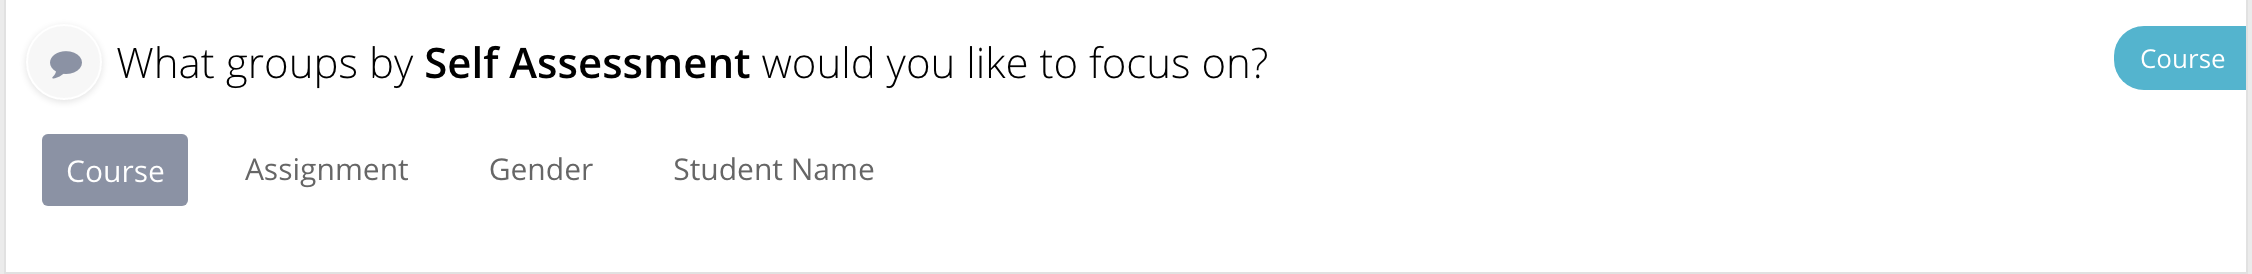 What groups by Self Assessment would you like to focus on?
Course
Course Assignment Gender Student Name